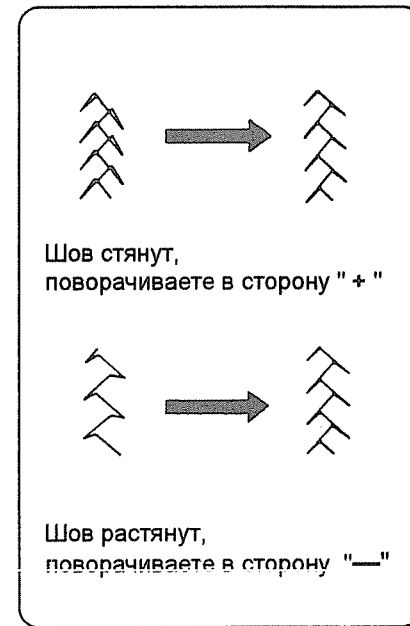 Шов стянут,
поворачиваете в сторону " + "
Шов растянут,
поворачиваете в сторону "—"